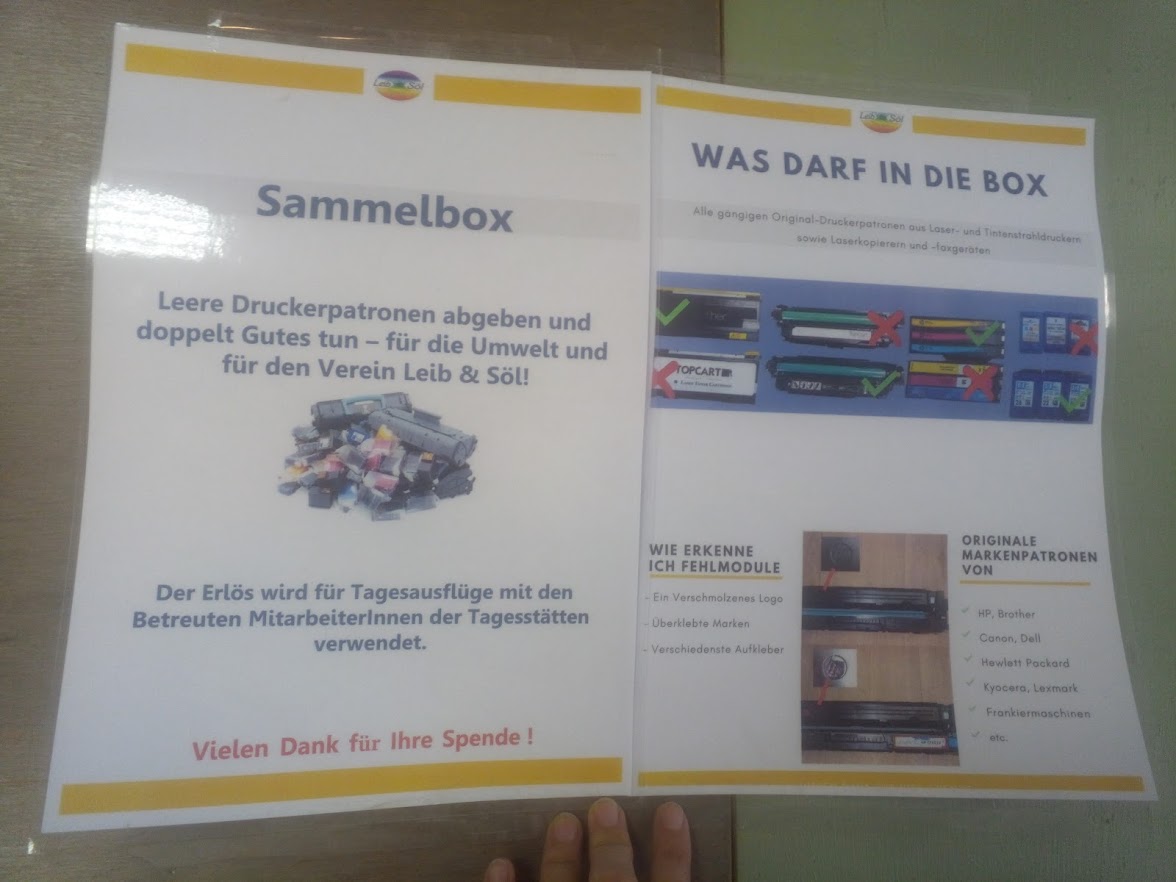 Leib & Söl
Sammelbox
Leere Druckerpatronen abgeben und
doppelt Gutes tun – für die Umwelt und
für den Verein Leib & Söl!
Der Erlös wird für Tagesausflüge mit den
Betreuten MitarbeiterInnen der Tagesstätten
verwendet.
Vielen Dank für Ihre Spende !
Leib & Söl
WAS DARF IN DIE BOX
Alle gängigen Original-Druckerpatronen aus Laser- und Tintenstrahldruckern
sowie Laserkopierern und -faxgeräten
TOPCART
WIE ERKENNE
ICH FEHLMODULE
- Ein Verschmolzenes Logo
- Überklebte Marken
- Verschiedenste Aufkleber
ORIGINALE
MARKENPATRONEN
VON
HP, Brother
Canon, Dell
Hewlett Packard
Kyocera, Lexmark
Frankiermaschinen
etc.